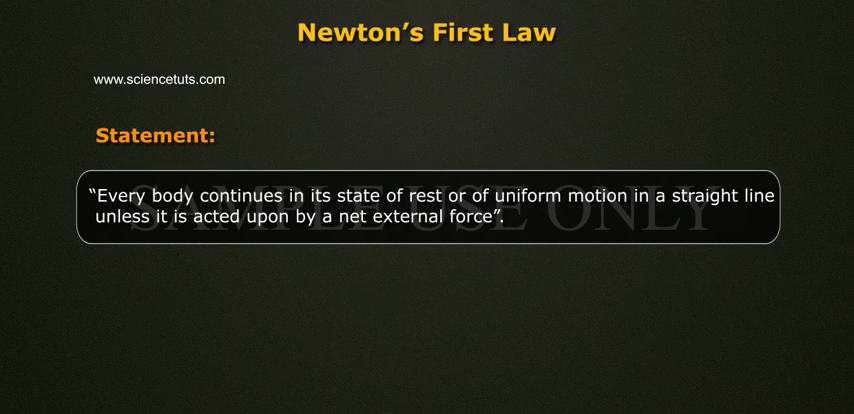 Newton’s First Law
www.sciencetuts.com
Statement:
“Every body continues in its state of rest or of uniform motion in a straight line
unless it is acted upon by a net external force”.
SAMPLE USE ONLY